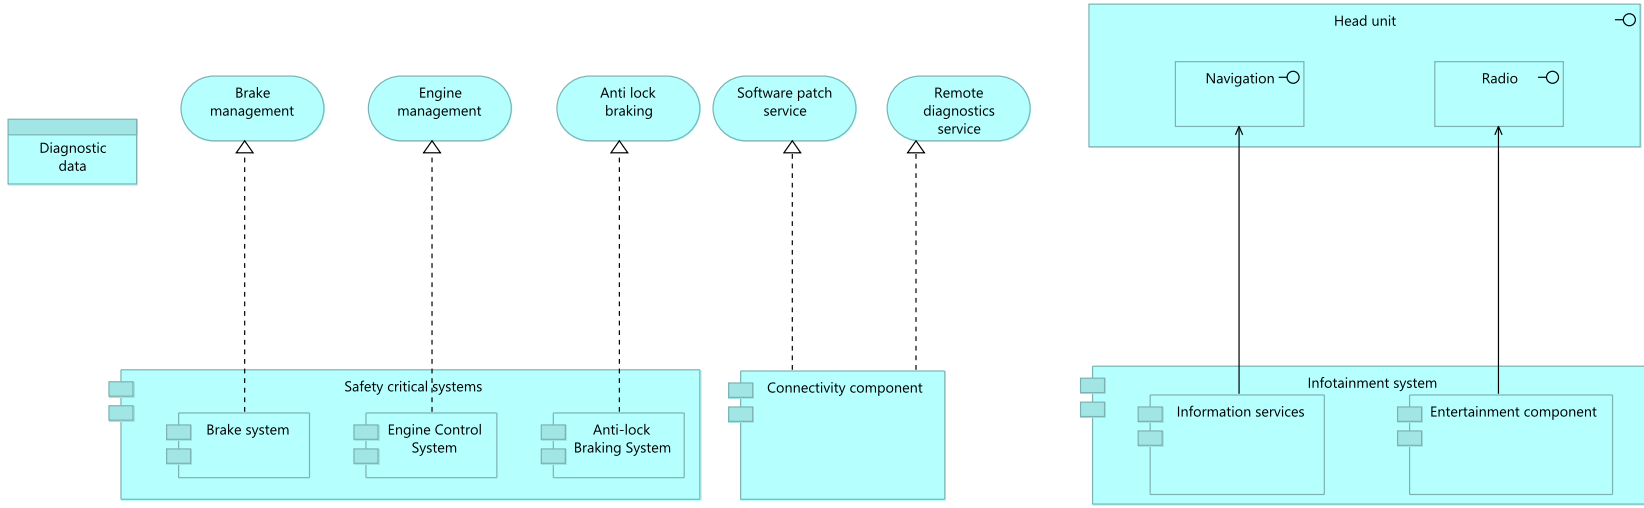 Head unit
Navigation
Radio
Brake
management
Engine
management
Anti lock
braking
Software patch
service
Remote
diagnostics
service
Diagnostic
data
Safety critical systems
Brake system
Engine Control
System
Anti-lock
Braking System
Connectivity component
Infotainment system
Information services
Entertainment component